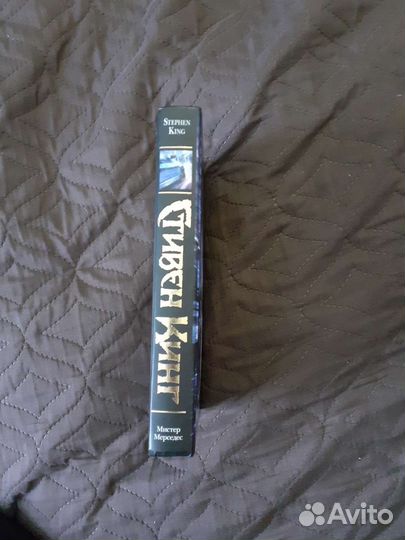 STEPHEN
KING
Стивен Кинг
Мистер
Мерседес
Avito